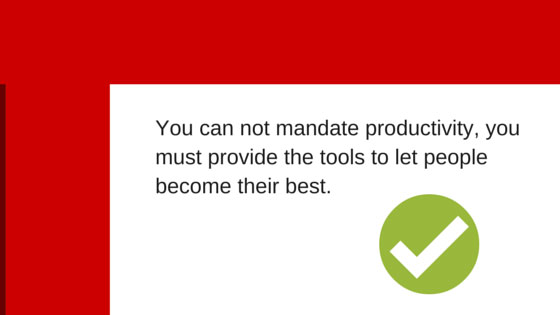 You can not mandate productivity, you
must provide the tools to let people
become their best.